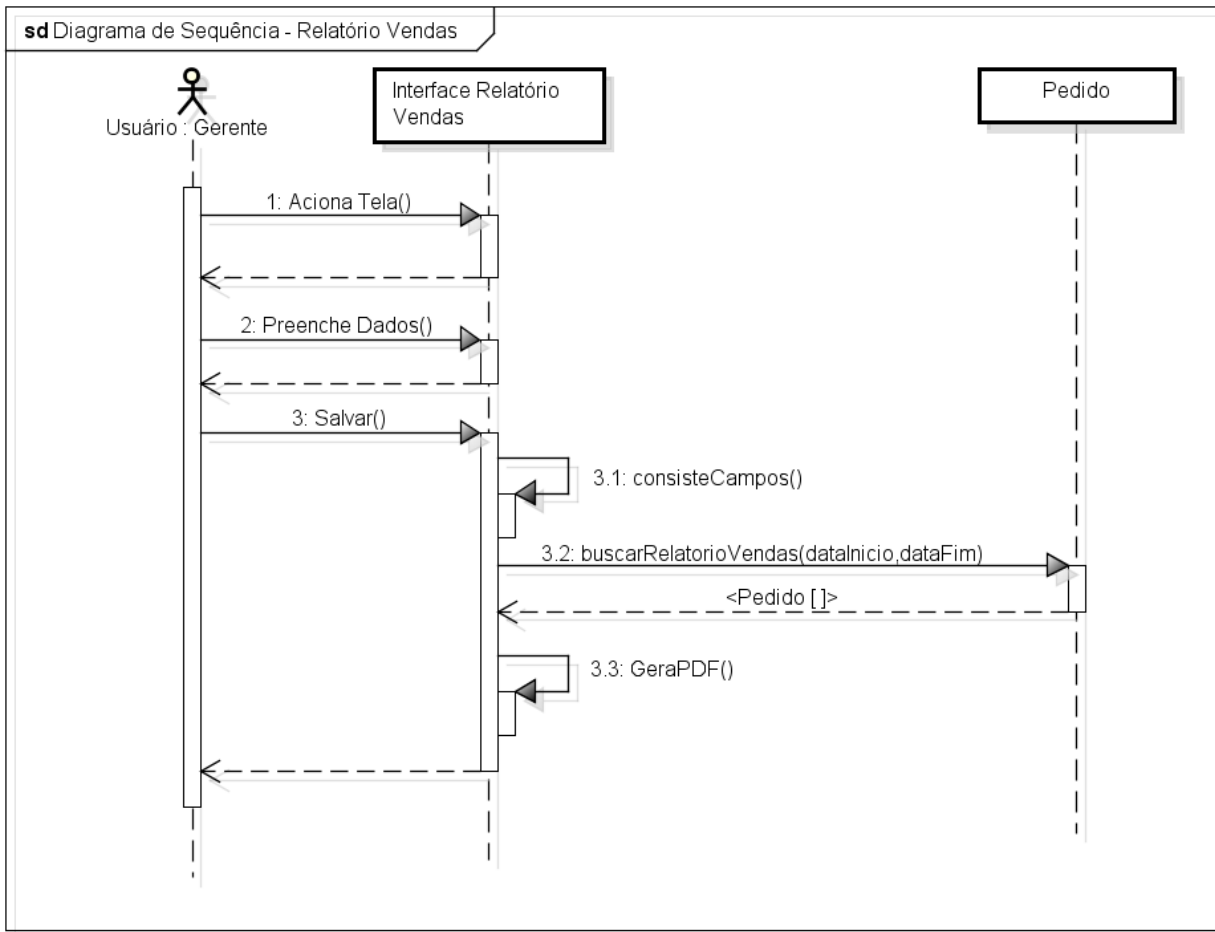 sd Diagrama de Sequência - Relatório Vendas
Usuário : Gerente
Interface Relatório
Vendas
Pedido
1: Aciona Tela()
2: Preenche Dados()
3: Salvar()
3.1: consisteCampos()
3.2: buscarRelatorioVendas(dataInicio,dataFim)
<Pedido [ ]>
3.3: GeraPDF()